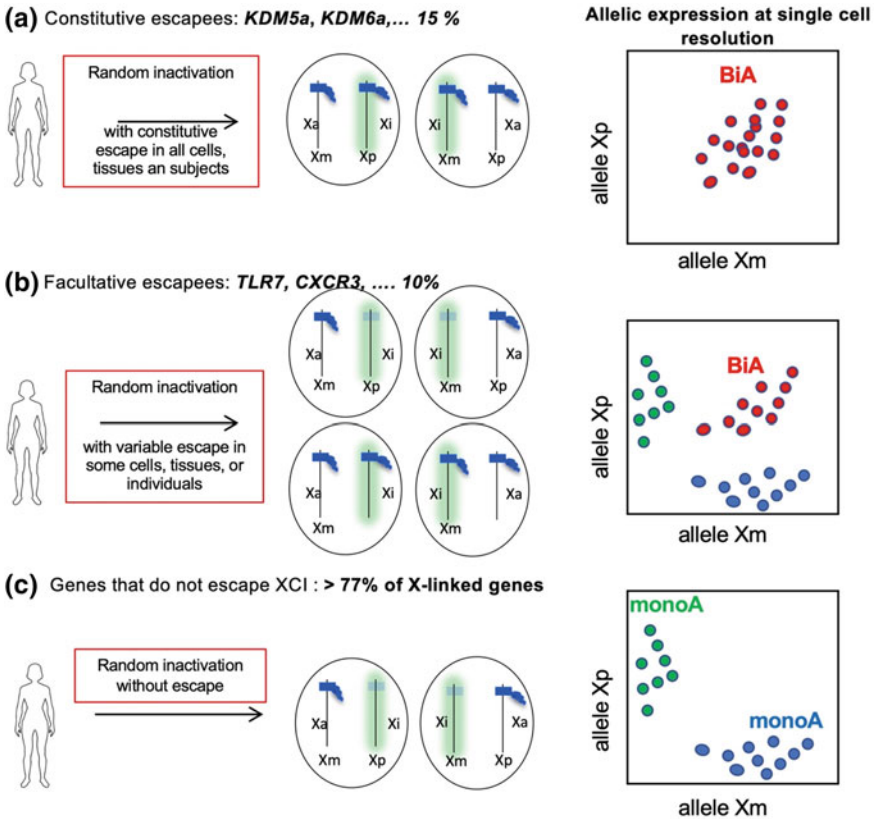 (a) Constitutive escapees: KDM5a, KDM6a,... 15 %
Allelic expression at single cell
resolution
Random inactivation
with constitutive
escape in all cells,
tissues an subjects
Xa
Xi
Xm
Xp
Xi
Xa
Xm
Xp
BiA
allele Xp
allele Xm
(b) Facultative escapees: TLR7, CXCR3, .... 10%
Random inactivation
with variable escape in
some cells, tissues, or
individuals
Xa
Xi
Xm
Xp
Xi
Xa
Xm
Xp
Xa
Xi
Xm
Xi
Xa
Xm
BiA
allele Xp
allele Xm
(c) Genes that do not escape XCI : > 77% of X-linked genes
Random inactivation
without escape
Xa
Xi
Xm
Xp
Xi
Xa
Xm
Xp
monoA
monoA
allele Xp
allele Xm